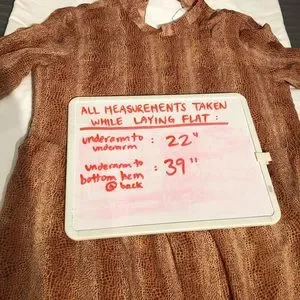 ALL MEASUREMENTS TAKEN
WHILE LAYING FLAT :
underarm to
underarm : 22"
underarm to
bottom hem : 39"
@ back